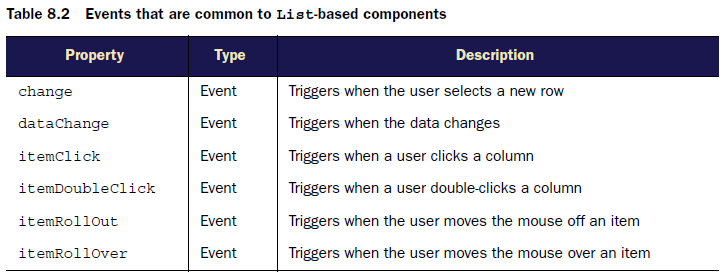 Table 8.2 Events that are common to List-based components
Property Type Description
change Event Triggers when the user selects a new row
dataChange Event Triggers when the data changes
itemClick Event Triggers when a user clicks a column
itemDoubleClick Event Triggers when a user double-clicks a column
itemRollOut Event Triggers when the user moves the mouse off an item
itemRollOver Event Triggers when the user moves the mouse over an item